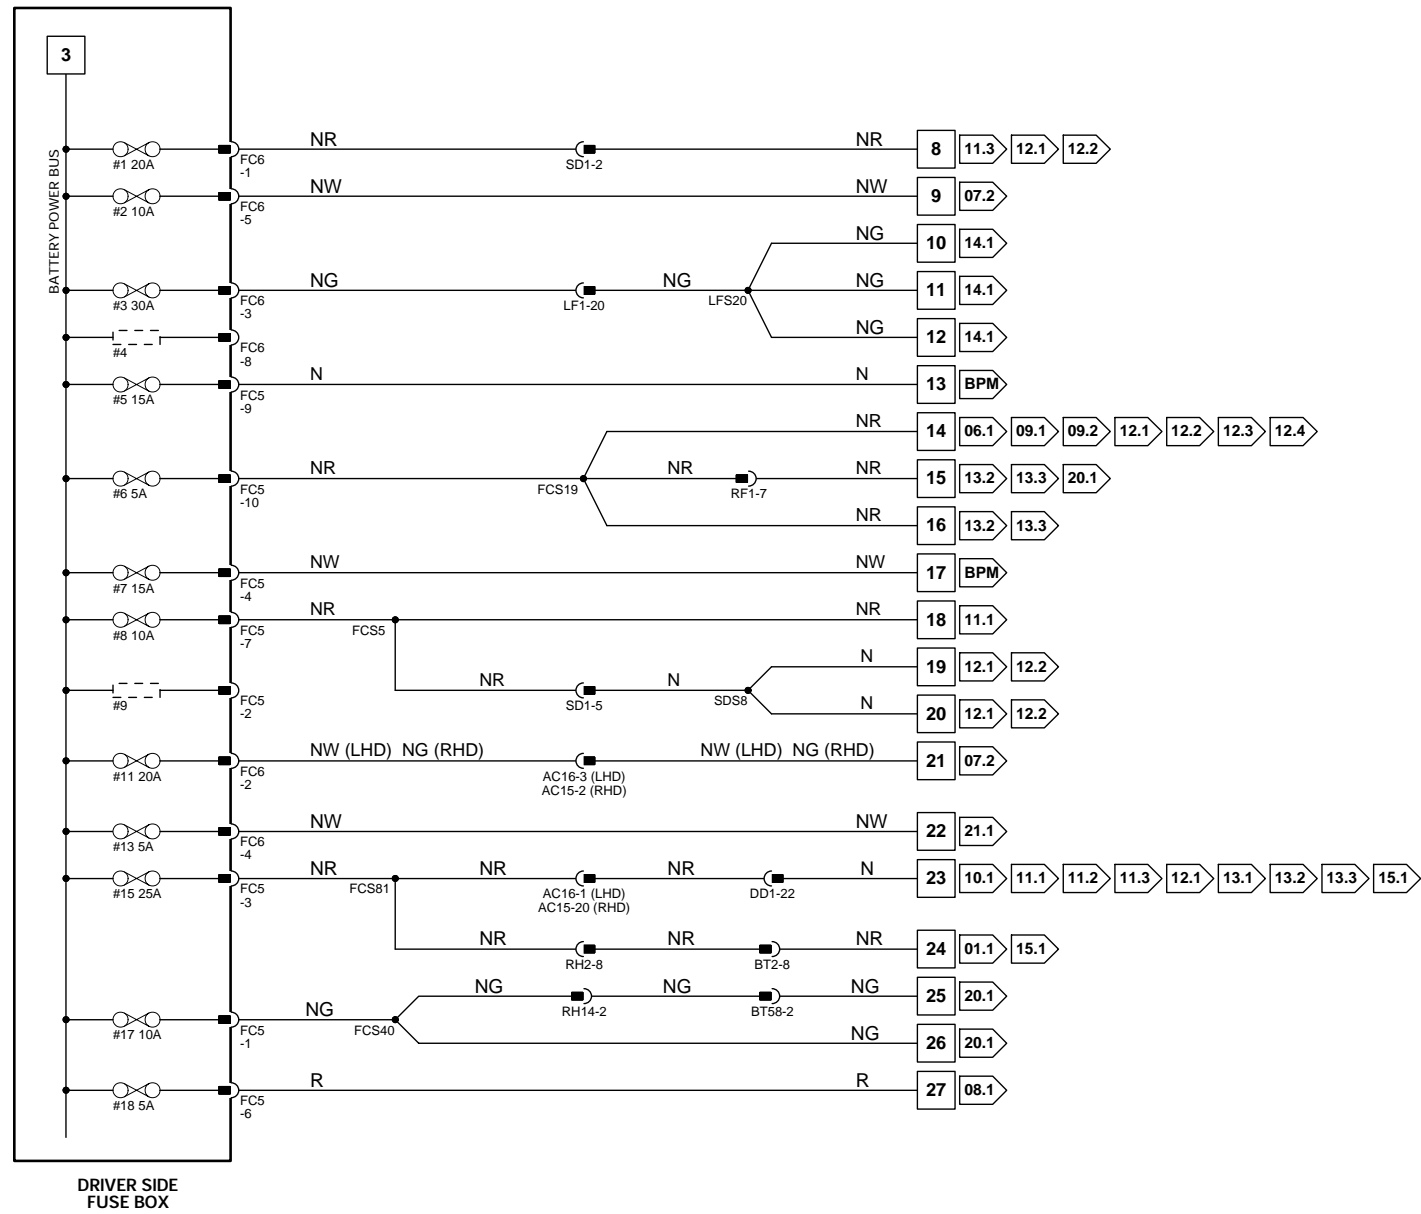 3
BATTERY POWER BUS
#1 20A FC6 -1 NR SD1-2 NR 8 11.3 12.1 12.2
#2 10A FC6 -5 NW NW 9 07.2
NG 10 14.1
#3 30A FC6 -3 NG LF1-20 NG LFS20 NG 11 14.1
#4 FC6 -8 NG 12 14.1
#5 15A FC5 -9 N N 13 BPM
NR 14 06.1 09.1 09.2 12.1 12.2 12.3 12.4
#6 5A FC5 -10 NR FCS19 NR RF1-7 NR 15 13.2 13.3 20.1
NR 16 13.2 13.3
#7 15A FC5 -4 NW NW 17 BPM
#8 10A FC5 -7 NR FCS5 NR 18 11.1
N 19 12.1 12.2
#9 FC5 -2 NR SD1-5 N SDS8
N 20 12.1 12.2
#11 20A FC6 -2 NW (LHD) NG (RHD) AC16-3 (LHD) AC15-2 (RHD) NW (LHD) NG (RHD) 21 07.2
#13 5A FC6 -4 NW NW 22 21.1
#15 25A FC5 -3 NR FCS81 NR AC16-1 (LHD) AC15-20 (RHD) NR DD1-22 N 23 10.1 11.1 11.2 11.3 12.1 13.1 13.2 13.3 15.1
NR RH2-8 NR BT2-8 NR 24 01.1 15.1
NG RH14-2 NG BT58-2 NG 25 20.1
#17 10A FC5 -1 NG FCS40
NG 26 20.1
#18 5A FC5 -6 R R 27 08.1
DRIVER SIDE
FUSE BOX